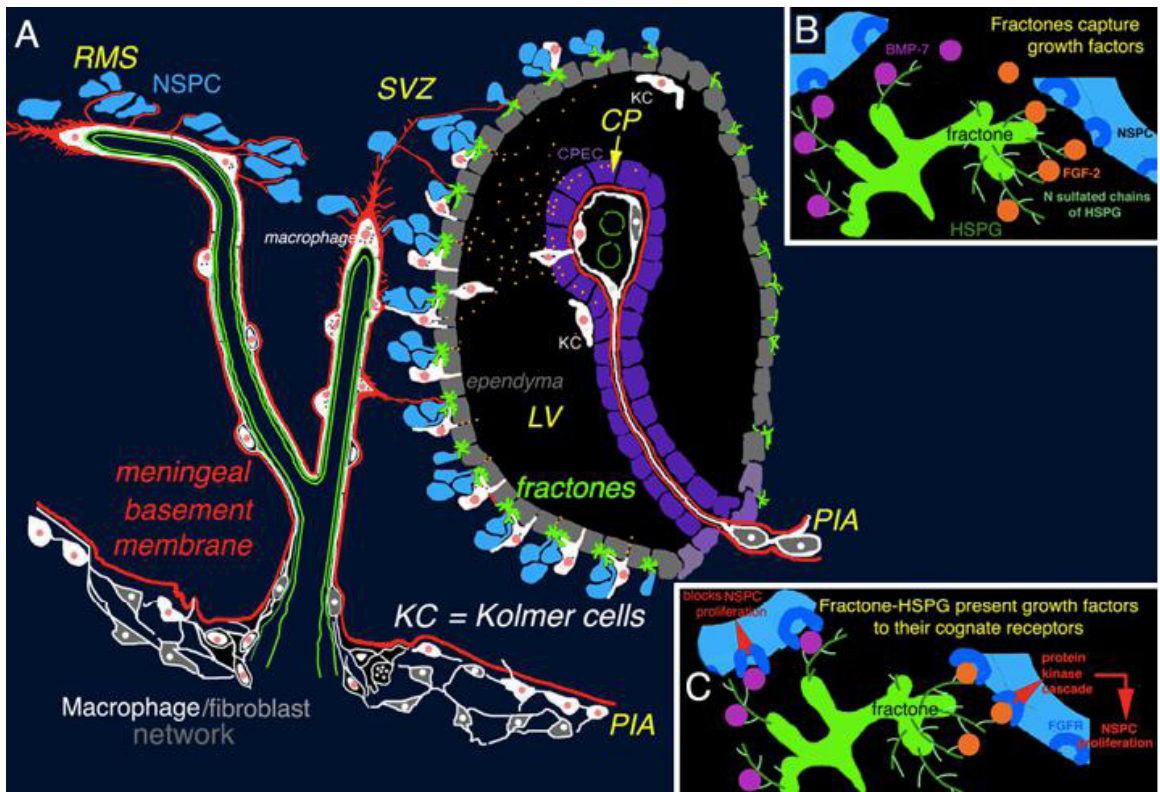 A
RMS
NSPC
SVZ
KC
CP
CPEC
macrophage
KC
ependyma
LV
meningeal
basement
membrane
fractones
PIA
KC = Kolmer cells
Macrophage/fibroblast
network
PIA
B
Fractones capture
growth factors
BMP-7
fractone
NSPC
FGF-2
N sulfated chains
of HSPG
HSPG
C
blocks NSPC
proliferation
Fractone-HSPG present growth factors
to their cognate receptors
protein
kinase
cascade
fractone
FGFR
NSPC
proliferation